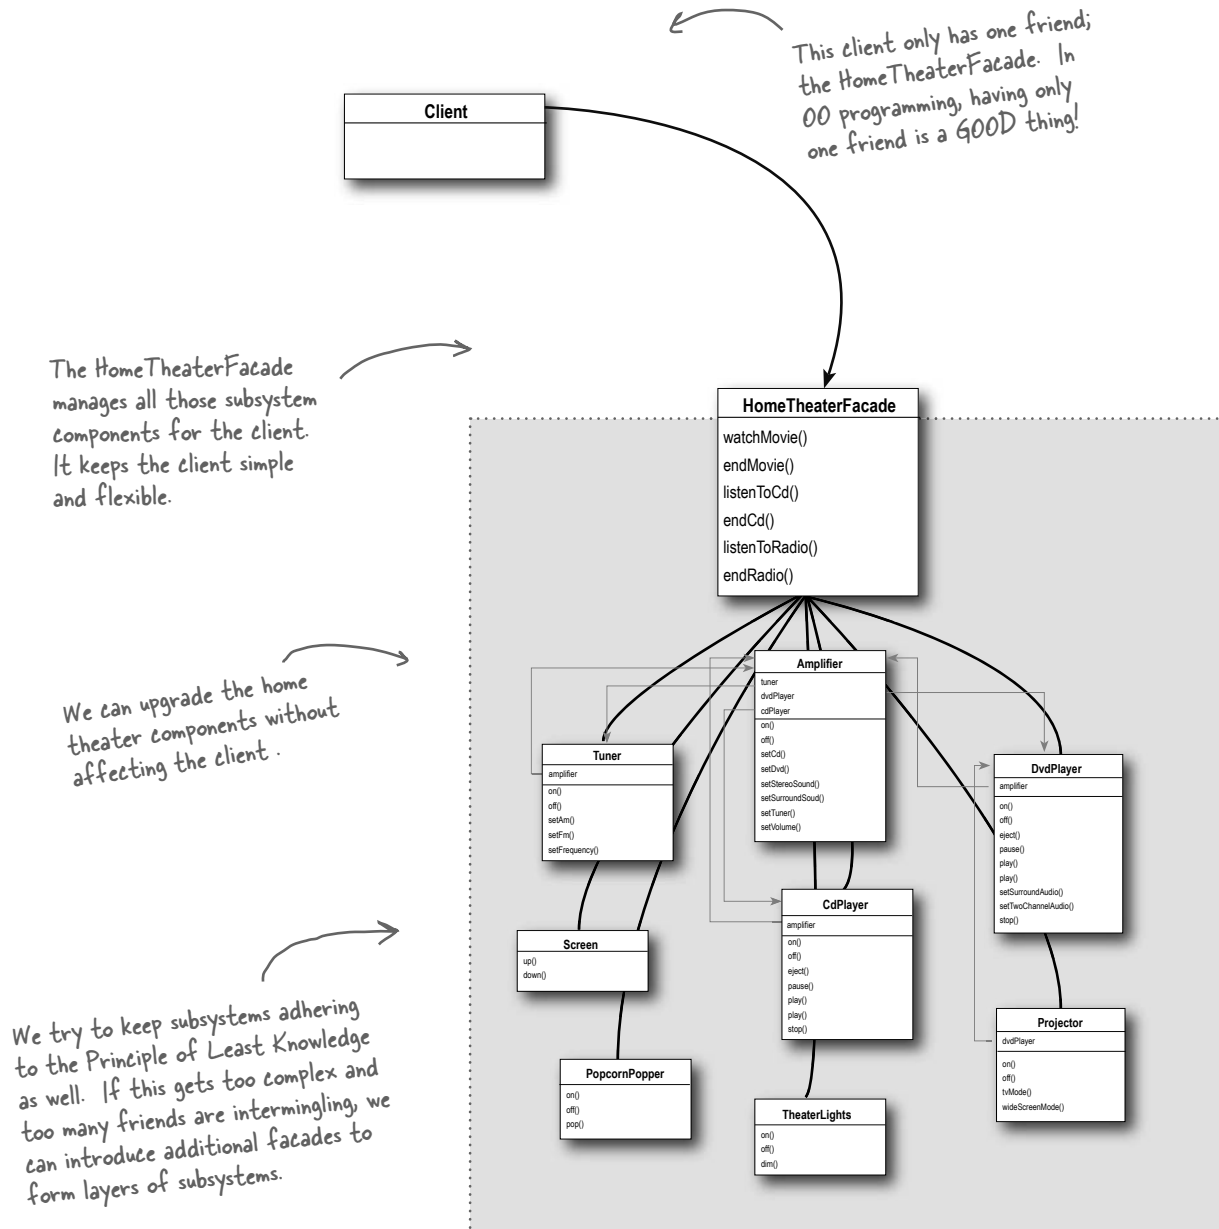 This client only has one friend;
the HomeTheaterFacade. In
OO programming, having only
one friend is a GOOD thing!
Client
The HomeTheaterFacade
manages all those subsystem
components for the client.
It keeps the client simple
and flexible.
HomeTheaterFacade
watchMovie()
endMovie()
listenToCd()
endCd()
listenToRadio()
endRadio()
We can upgrade the home
theater components without
affecting the client .
Amplifier
tuner
dvdPlayer
cdPlayer
on()
off()
setCd()
setDvd()
setStereoSound()
setSurroundSoud()
setTuner()
setVolume()
Tuner
amplifier
on()
off()
setAm()
setFm()
setFrequency()
DvdPlayer
amplifier
on()
off()
eject()
pause()
play()
play()
setSurroundAudio()
setTwoChannelAudio()
stop()
CdPlayer
amplifier
on()
off()
eject()
pause()
play()
play()
stop()
Screen
up()
down()
We try to keep subsystems adhering
to the Principle of Least Knowledge
as well. If this gets too complex and
too many friends are intermingling, we
can introduce additional facades to
form layers of subsystems.
PopcornPopper
on()
off()
pop()
Projector
dvdPlayer
on()
off()
tvMode()
wideScreenMode()
TheaterLights
on()
off()
dim()